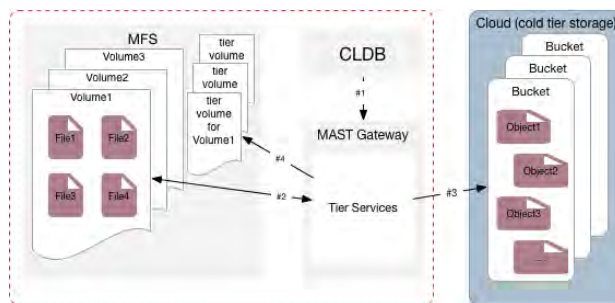 MFS
Volume3
Volume2
Volume1
File1
File2
File3
File4
tier
volume
tier
volume
tier
volume
for
Volume1
#4
#2
CLDB
#1
MAST Gateway
Tier Services
#3
Cloud (cold tier storage)
Bucket
Bucket
Bucket
Object1
Object2
Object3
....